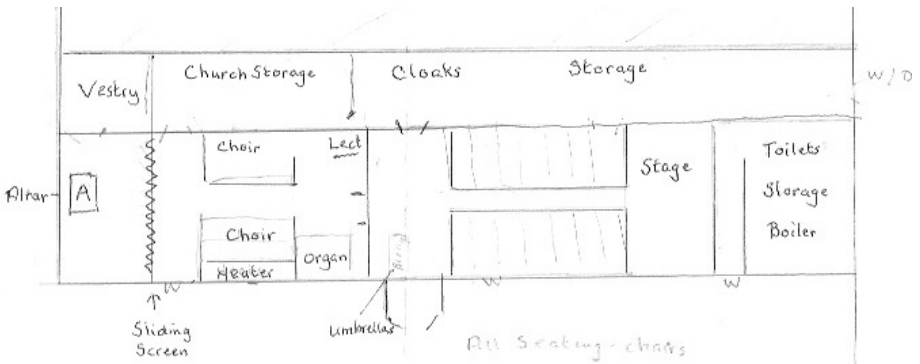 Vestry
Church Storage
Cloaks
Storage
W/D
Choir
Lect
Altar
A
Stage
Toilets
Storage
Boiler
Choir
Organ
Heater
W
W
W
Sliding
Screen
Umbrellas
All Seating - chairs